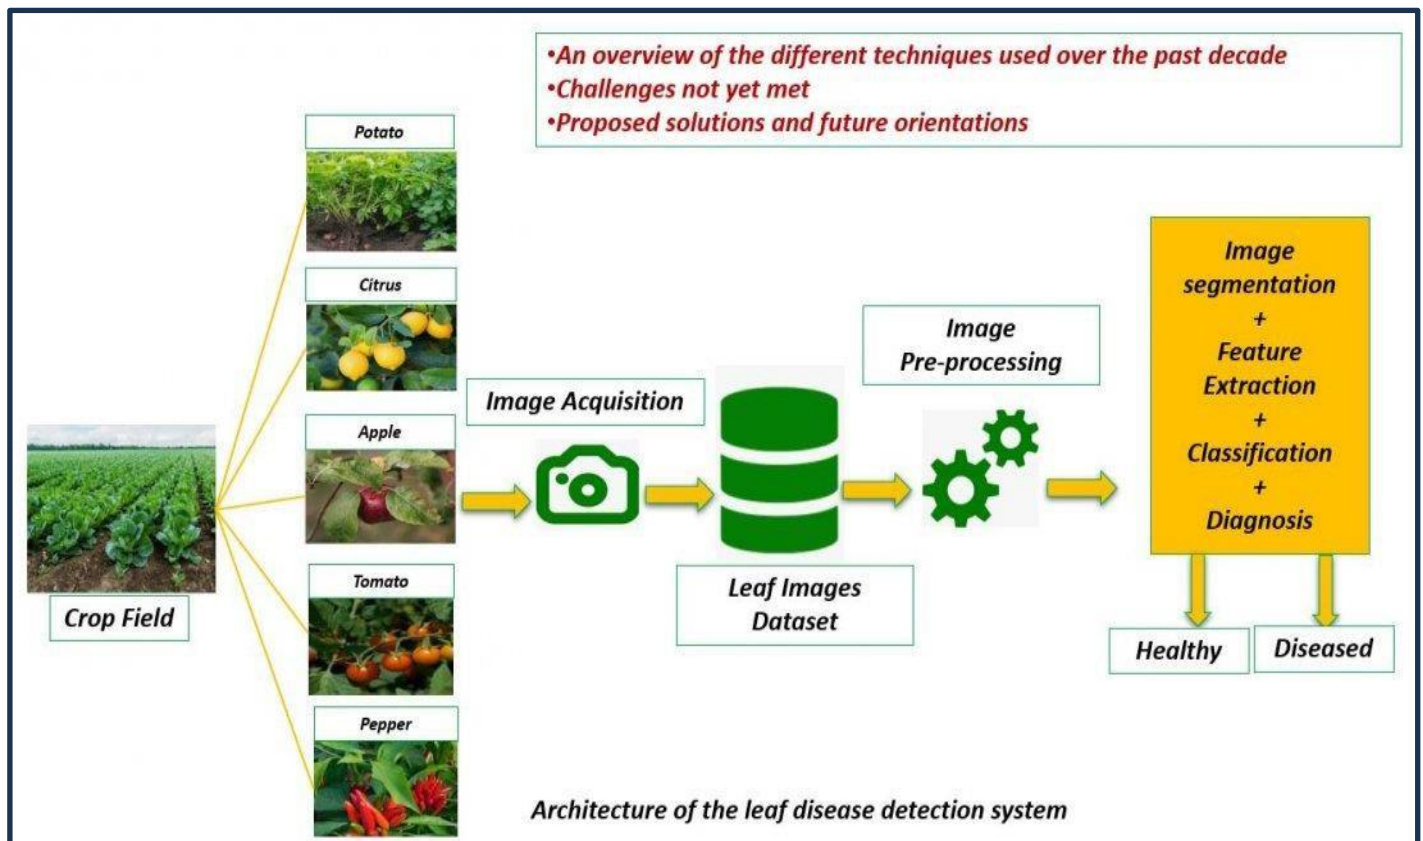 •An overview of the different techniques used over the past decade
•Challenges not yet met
•Proposed solutions and future orientations
Potato
Citrus
Apple
Tomato
Pepper
Crop Field
Image Acquisition
Leaf Images
Dataset
Image
Pre-processing
Image
segmentation
+
Feature
Extraction
+
Classification
+
Diagnosis
Healthy
Diseased
Architecture of the leaf disease detection system